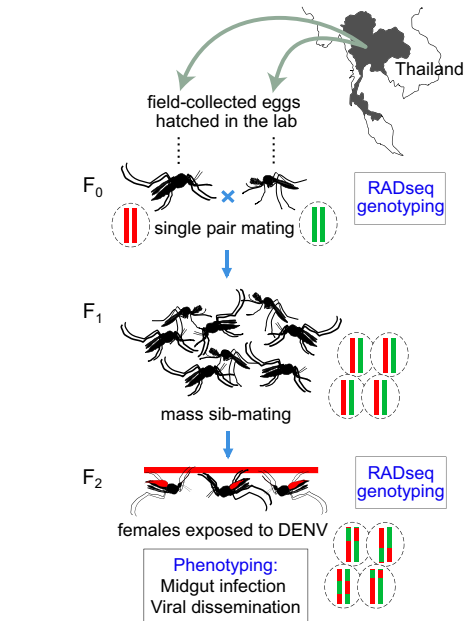 Thailand
field-collected eggs
hatched in the lab
F0
RADseq
genotyping
single pair mating
F1
mass sib-mating
F2
RADseq
genotyping
females exposed to DENV
Phenotyping:
Midgut infection
Viral dissemination